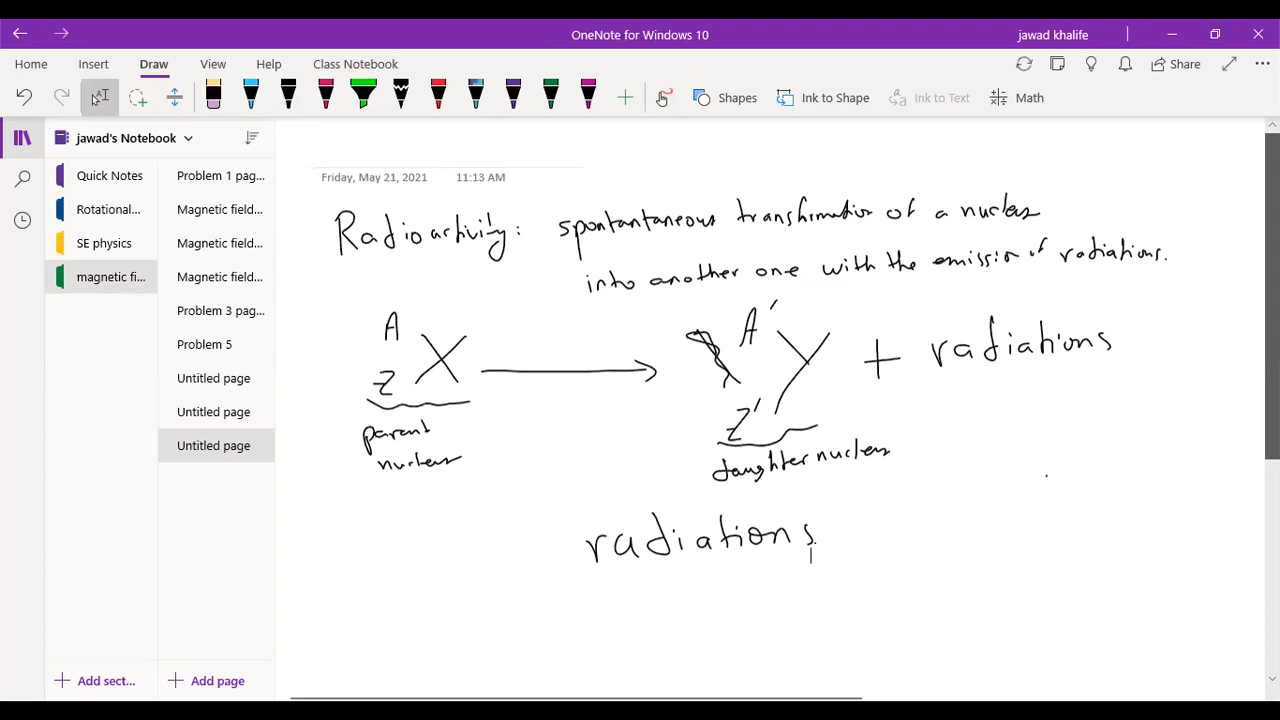 OneNote for Windows 10
jawad khalife
Home Insert Draw View Help Class Notebook
Share
Shapes Ink to Shape Ink to Text Math
jawad's Notebook
Quick Notes
Rotational...
SE physics
magnetic fi...
Add sect...
Problem 1 pag...
Magnetic field...
Magnetic field...
Magnetic field...
Problem 3 pag...
Problem 5
Untitled page
Untitled page
Untitled page
Add page
Friday, May 21, 2021 11:13 AM
Radioactivity: spontantaneous transformation of a nucleus
into another one with the emission of radiations.
A X Z → A' Y Z' + radiations
parent nucleus
daughter nucleus
radiations